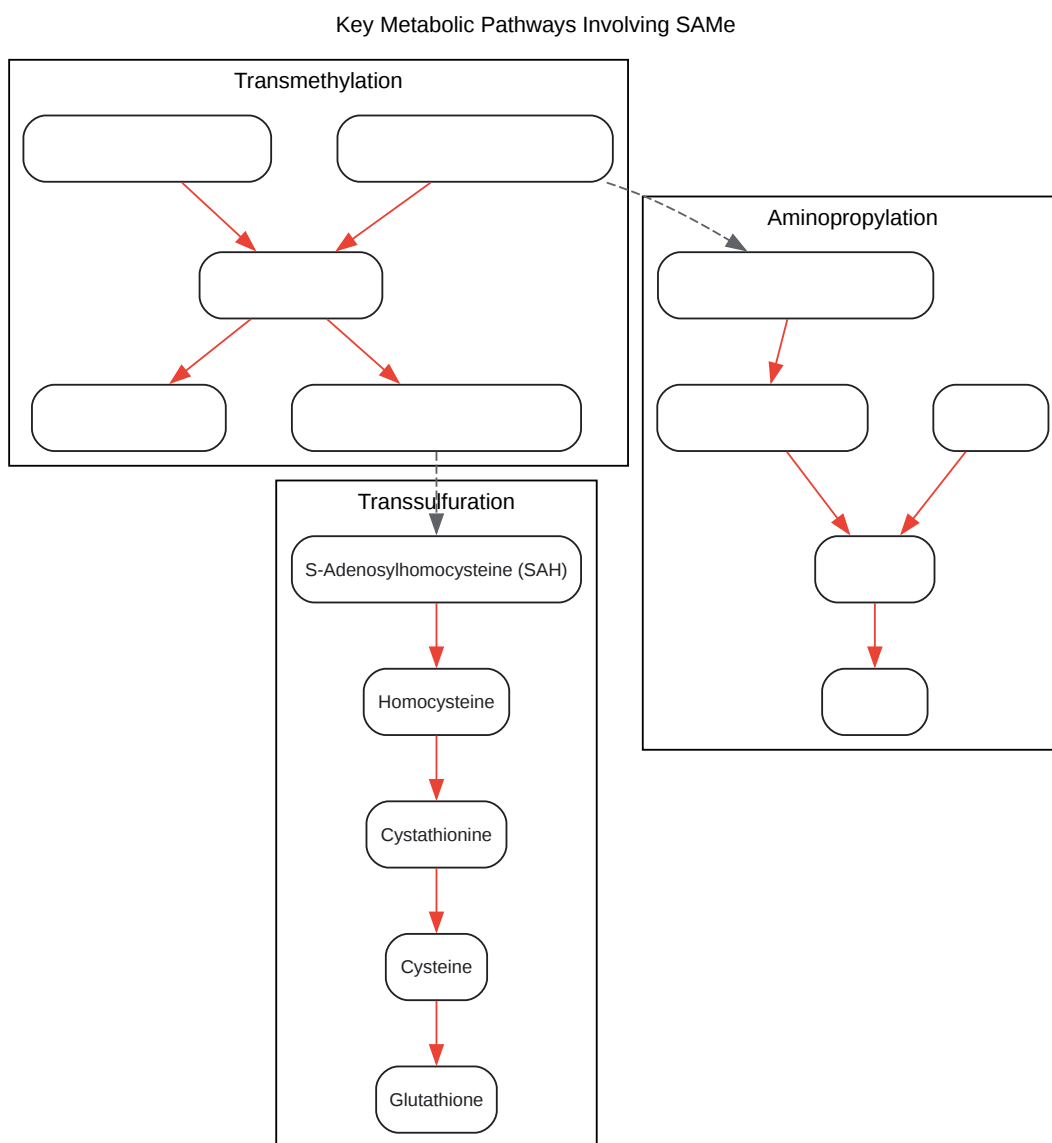 Key Metabolic Pathways Involving SAMe
Transmethylation
Aminopropylation
Transsulfuration
S-Adenosylhomocysteine (SAH)
Homocysteine
Cystathionine
Cysteine
Glutathione